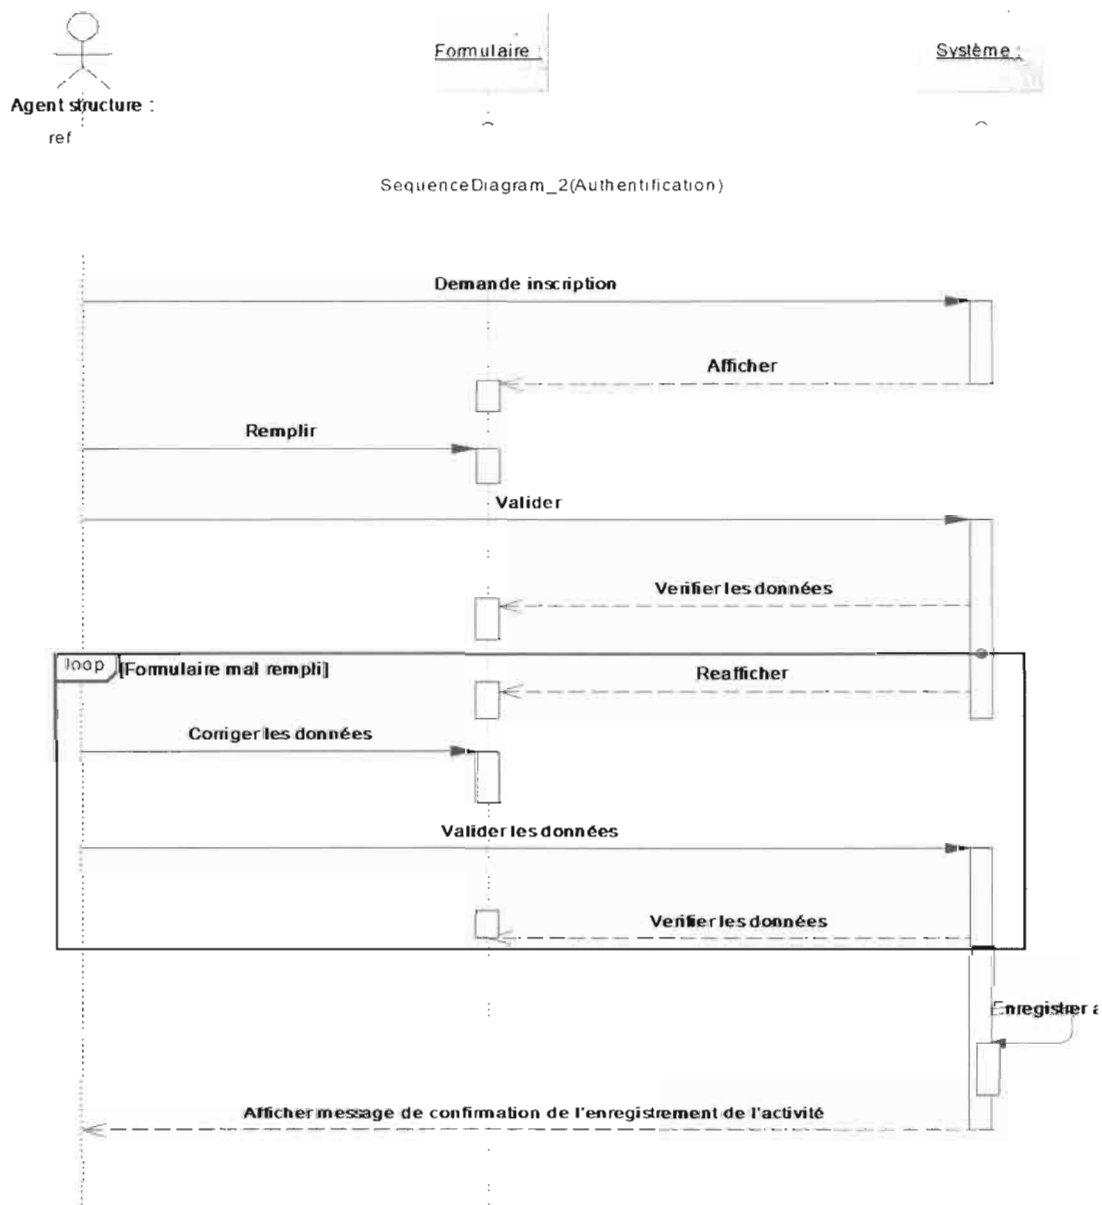 Formulaire :
Système :
Agent structure :
ref
SequenceDiagram_2(Authentification)
Demande inscription
Afficher
Remplir
Valider
Verifier les données
loop
[Formulaire mal rempli]
Reafficher
Corriger les données
Valider les données
Verifier les données
Enregistrer a
Afficher message de confirmation de l'enregistrement de l'activité